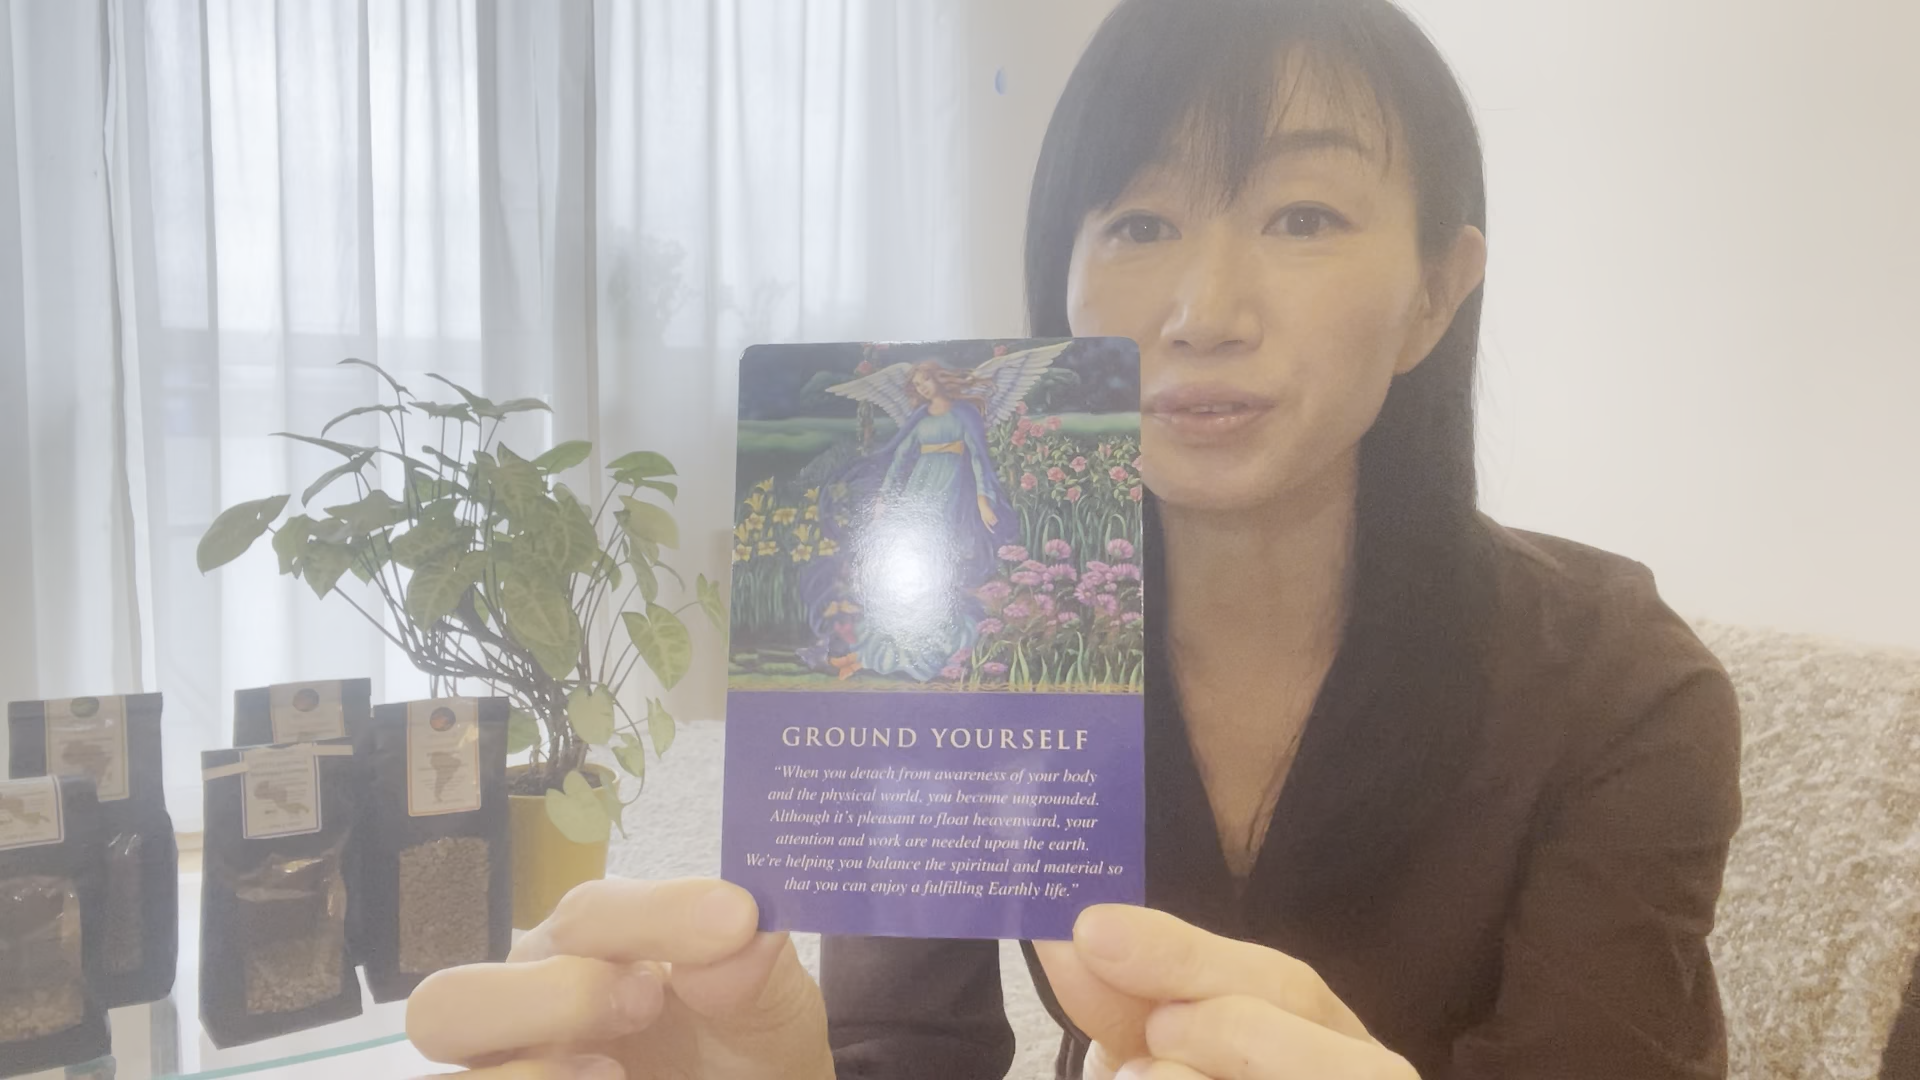 GROUND YOURSELF
“When you detach from awareness of your body
and the physical world, you become ungrounded.
Although it’s pleasant to float heavenward, your
attention and work are needed upon the earth.
We’re helping you balance the spiritual and material so
that you can enjoy a fulfilling Earthly life.”